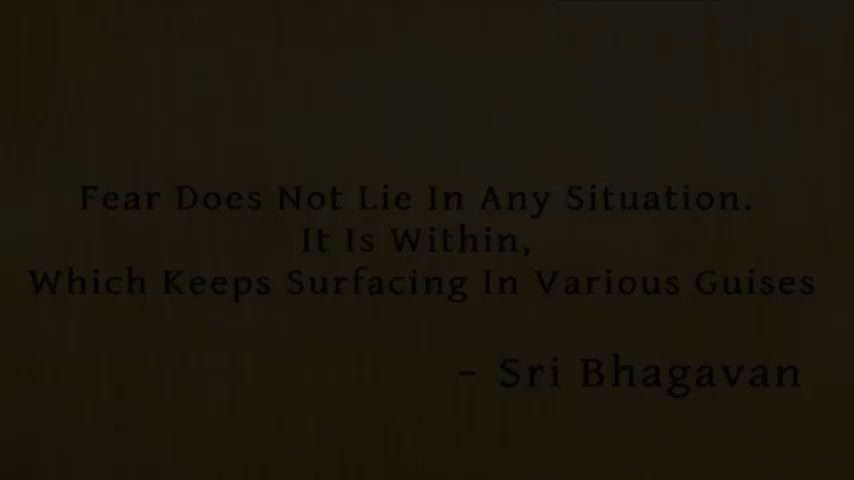 Fear Does Not Lie In Any Situation.
It Is Within,
Which Keeps Surfacing In Various Guises
- Sri Bhagavan